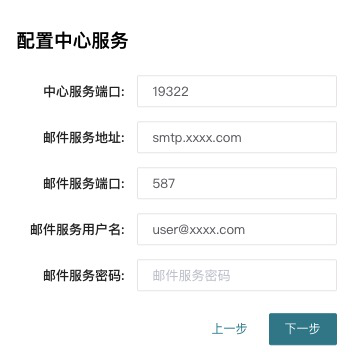 配置中心服务
中心服务端口: 19322
邮件服务地址: smtp.xxxx.com
邮件服务端口: 587
邮件服务用户名: user@xxxx.com
邮件服务密码: 邮件服务密码
上一步 下一步